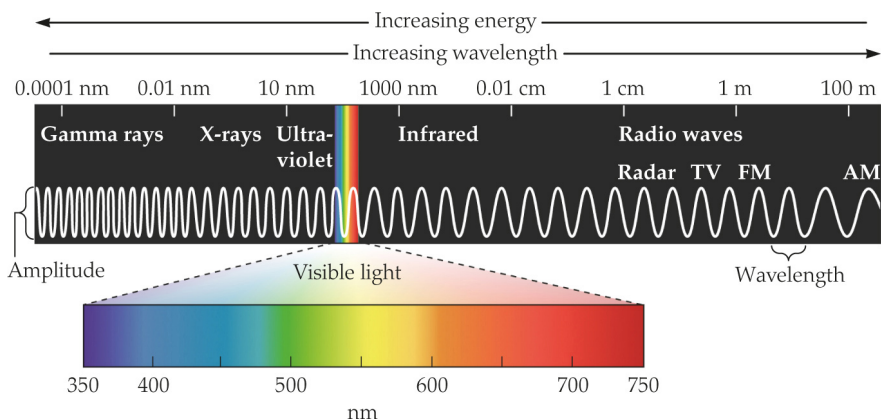 Increasing energy
Increasing wavelength
0.0001 nm 0.01 nm 10 nm 1000 nm 0.01 cm 1 cm 1 m 100 m
Gamma rays X-rays Ultra- Infrared Radio waves
violet
Radar TV FM AM
Amplitude Visible light Wavelength
350 400 500 600 700 750
nm